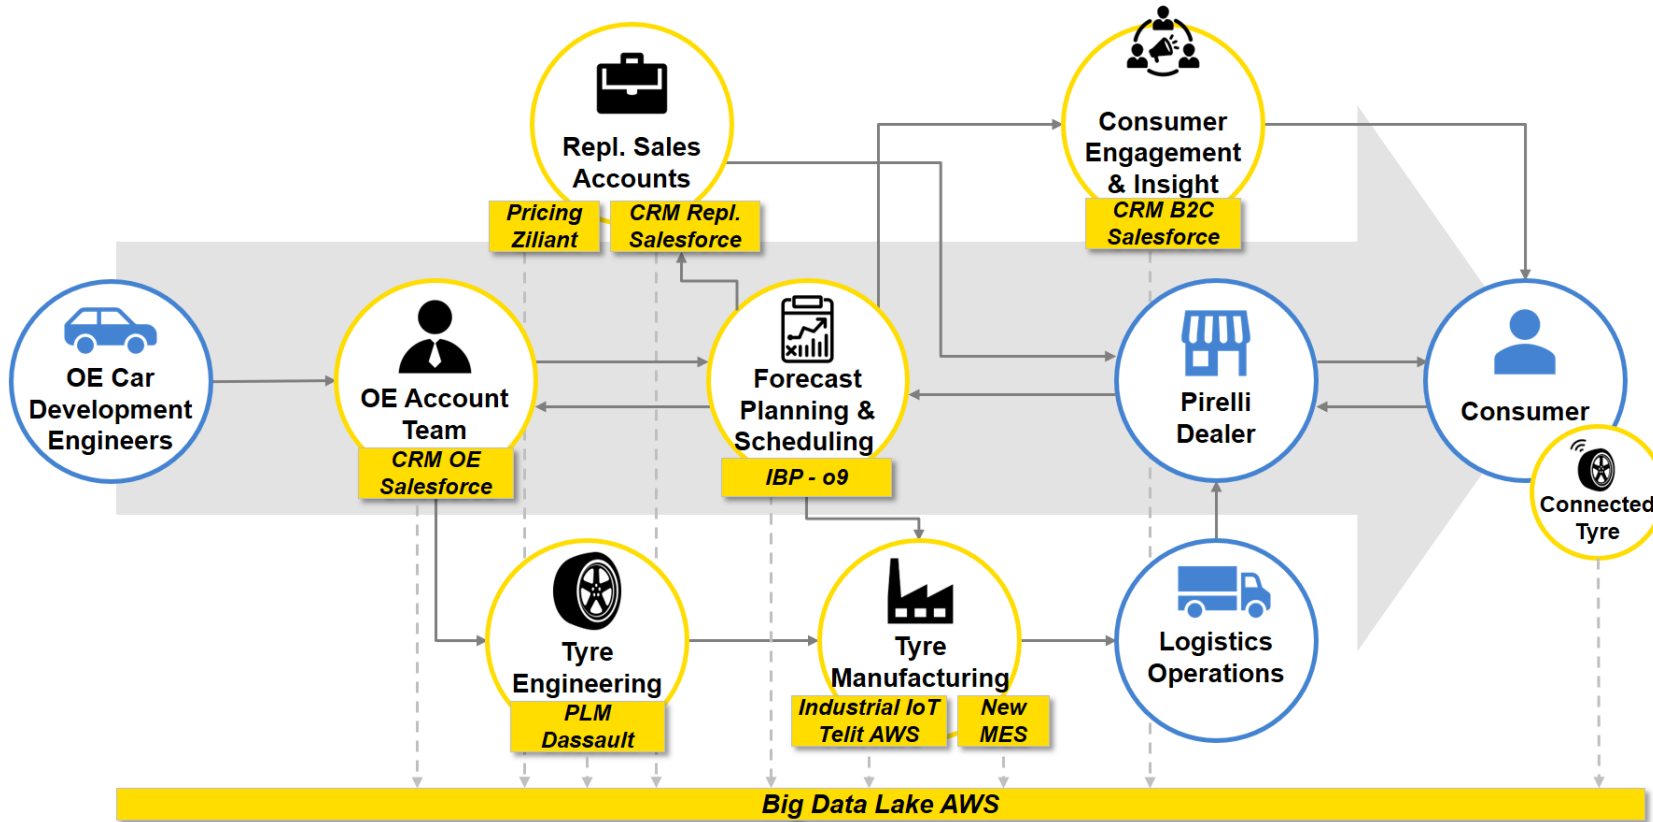 Repl. Sales
Accounts
Pricing
Ziliant
CRM Repl.
Salesforce
Consumer
Engagement
& Insight
CRM B2C
Salesforce
OE Car
Development
Engineers
OE Account
Team
CRM OE
Salesforce
Forecast
Planning &
Scheduling
IBP - o9
Pirelli
Dealer
Consumer
Connected
Tyre
Tyre
Engineering
PLM
Dassault
Tyre
Manufacturing
Industrial IoT
Telit AWS
New
MES
Logistics
Operations
Big Data Lake AWS